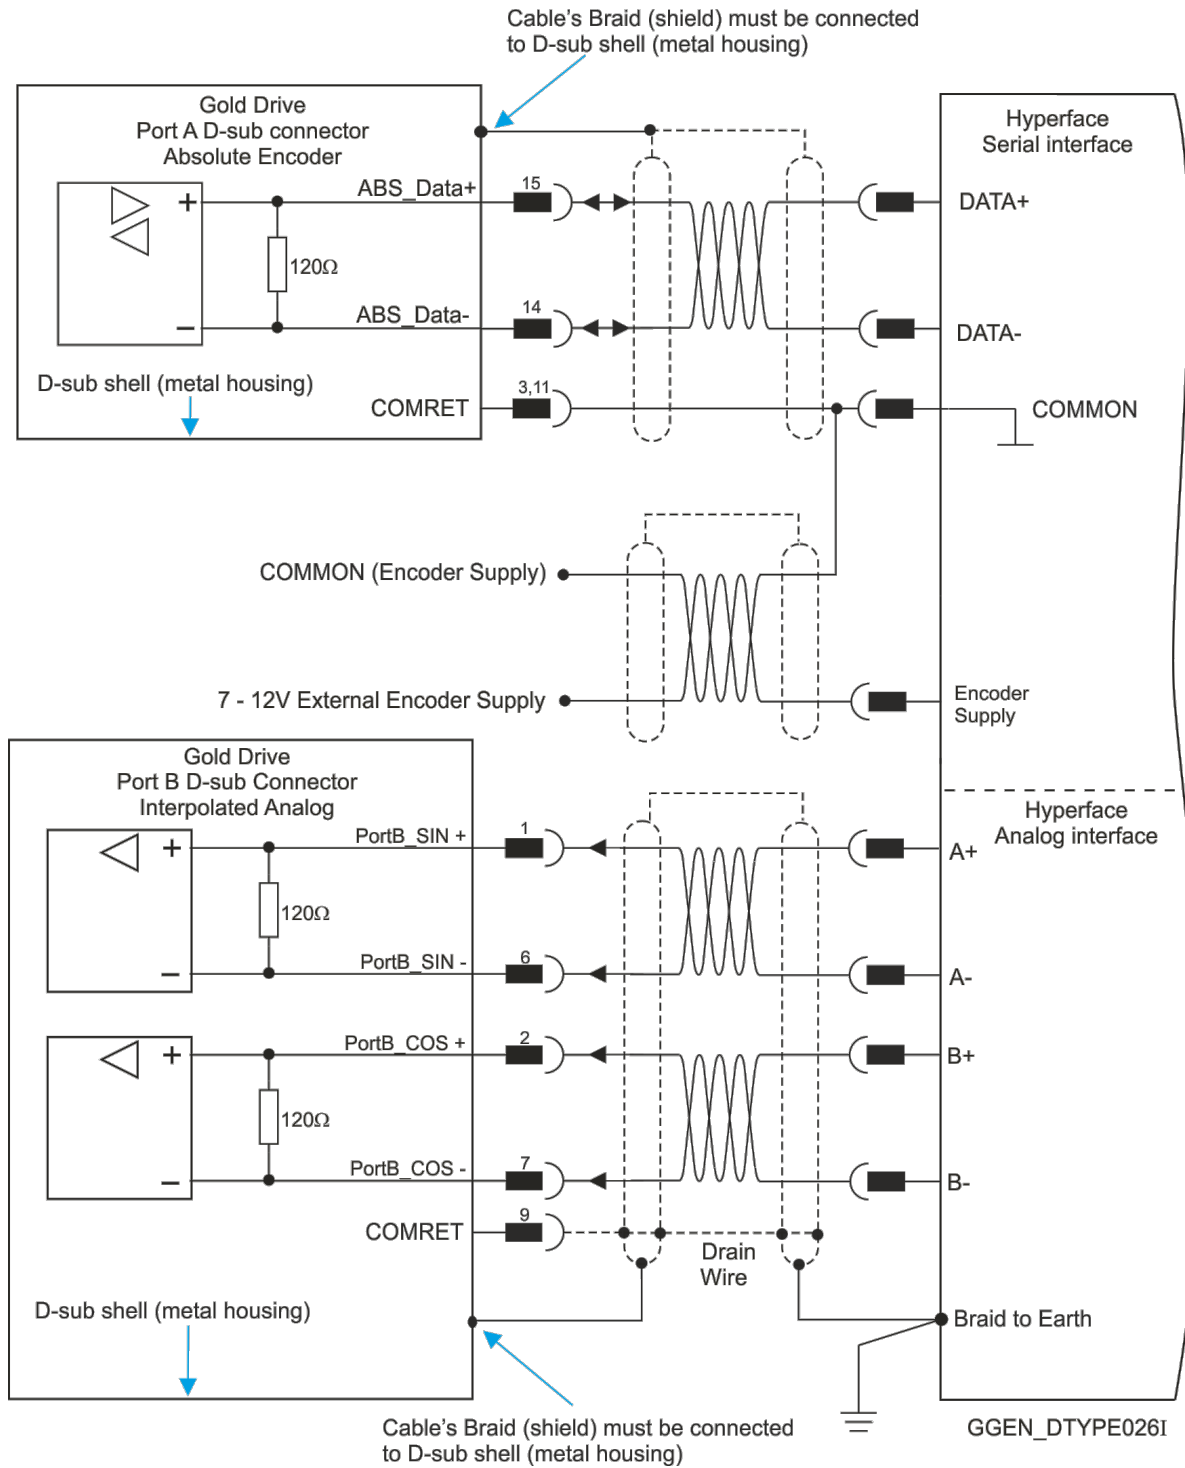 Cable's Braid (shield) must be connected
to D-sub shell (metal housing)
Gold Drive
Port A D-sub connector
Absolute Encoder
Hyperface
Serial interface
+
ABS_Data+
15
DATA+
120Ω
−
ABS_Data-
14
DATA-
D-sub shell (metal housing)
COMRET
3,11
COMMON
COMMON (Encoder Supply)
7 - 12V External Encoder Supply
Encoder
Supply
Gold Drive
Port B D-sub Connector
Interpolated Analog
Hyperface
Analog interface
+
PortB_SIN +
1
A+
120Ω
−
PortB_SIN -
6
A-
+
PortB_COS +
2
B+
120Ω
−
PortB_COS -
7
B-
COMRET
9
Drain
Wire
D-sub shell (metal housing)
Braid to Earth
Cable's Braid (shield) must be connected
to D-sub shell (metal housing)
GGEN_DTYPE026I